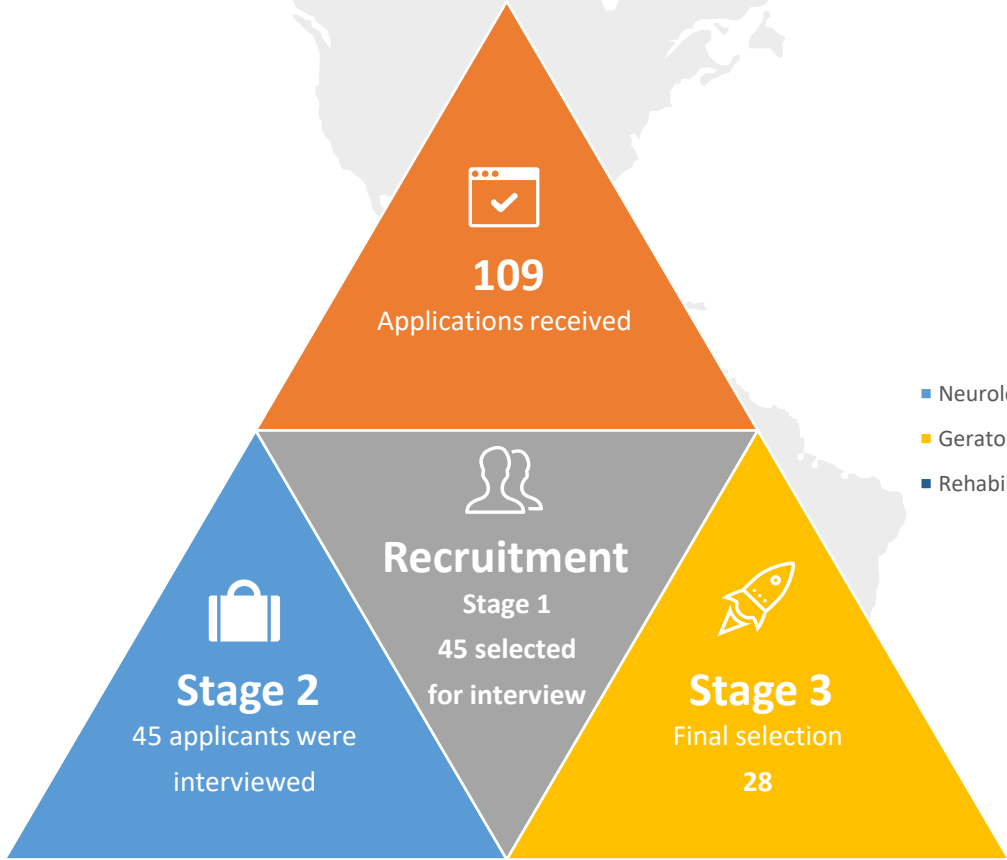 109
Applications received
Recruitment
Stage 1
45 selected
for interview
Stage 2
45 applicants were
interviewed
Stage 3
Final selection
28